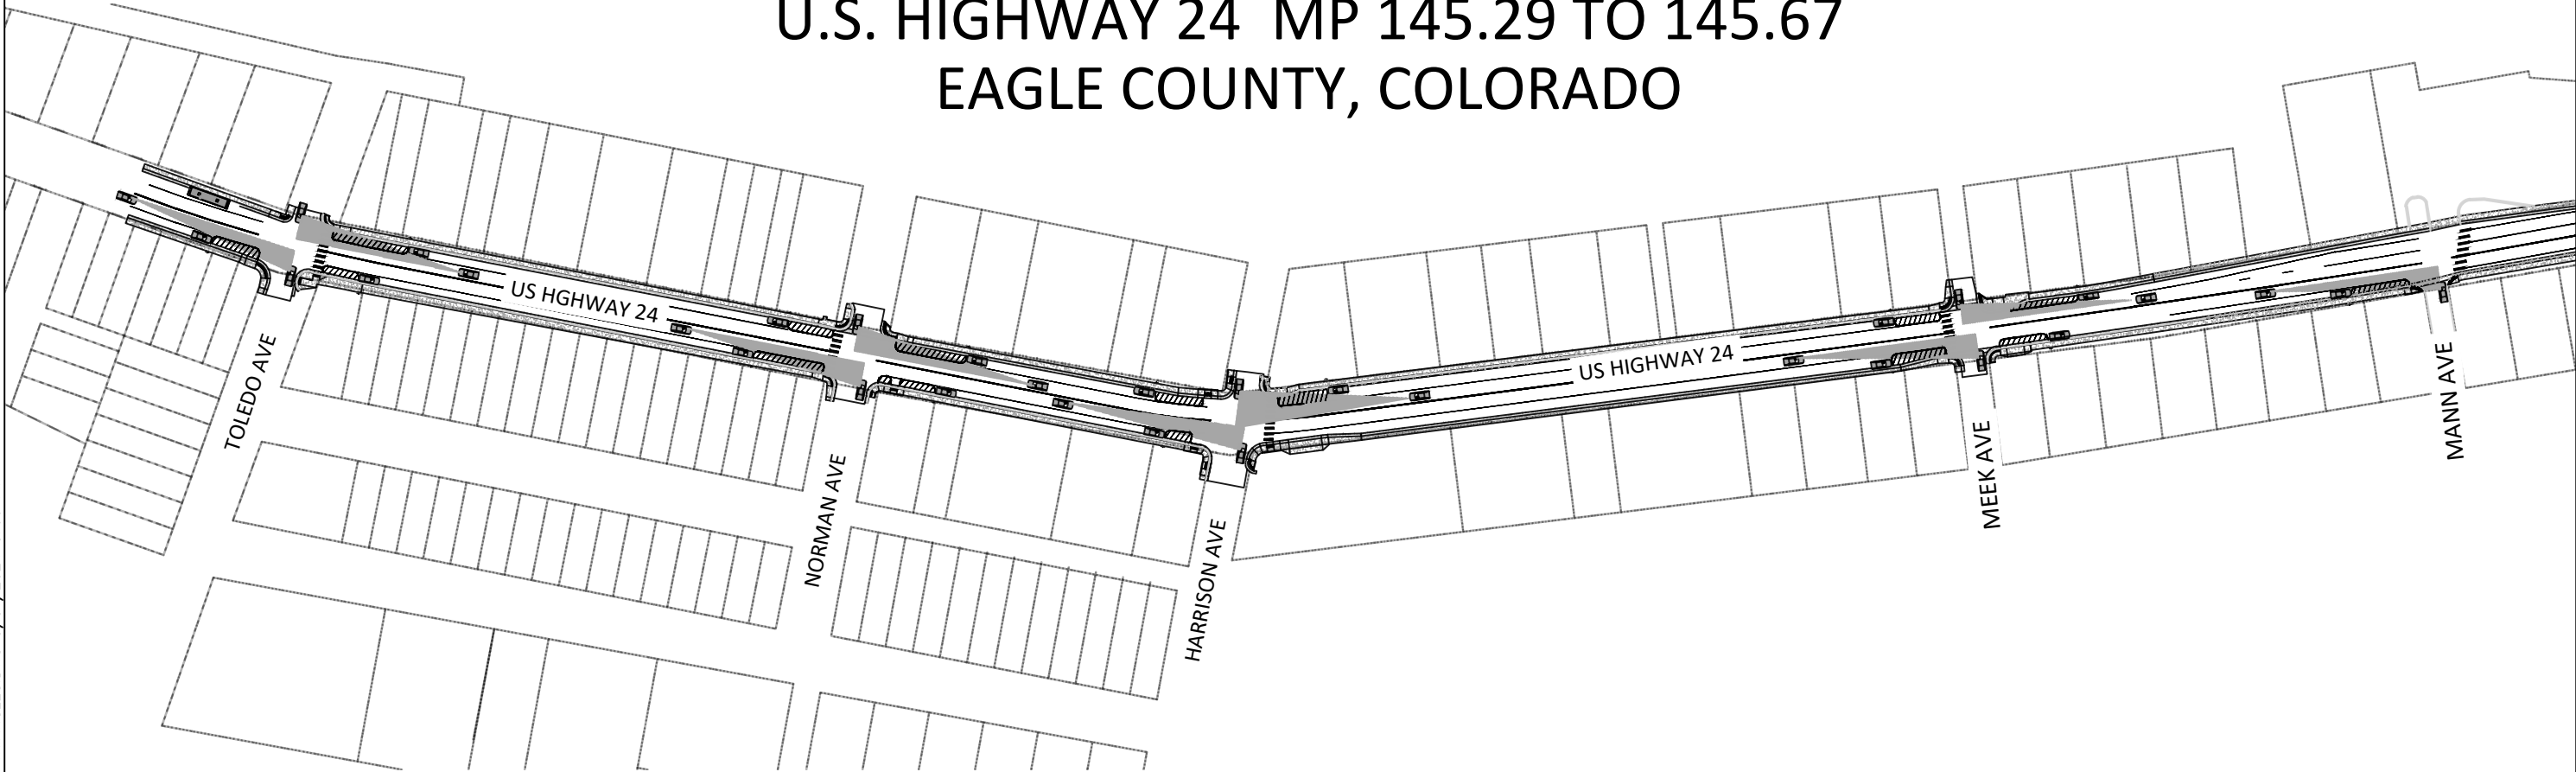 U.S. HIGHWAY 24 MP 145.29 TO 145.67
EAGLE COUNTY, COLORADO
US HGHWAY 24
US HIGHWAY 24
TOLEDO AVE
NORMAN AVE
HARRISON AVE
MEEK AVE
MANN AVE